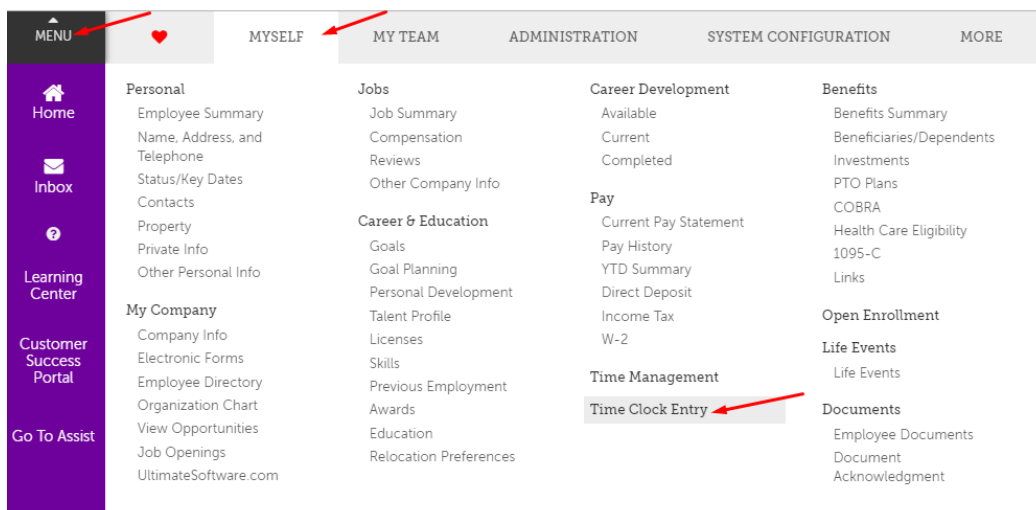 MENU
MYSELF
MY TEAM
ADMINISTRATION
SYSTEM CONFIGURATION
MORE
Home
Inbox
?
Learning
Center
Customer
Success
Portal
Go To Assist
Personal
Employee Summary
Name, Address, and
Telephone
Status/Key Dates
Contacts
Property
Private Info
Other Personal Info
My Company
Company Info
Electronic Forms
Employee Directory
Organization Chart
View Opportunities
Job Openings
UltimateSoftware.com
Jobs
Job Summary
Compensation
Reviews
Other Company Info
Career & Education
Goals
Goal Planning
Personal Development
Talent Profile
Licenses
Skills
Previous Employment
Awards
Education
Relocation Preferences
Career Development
Available
Current
Completed
Pay
Current Pay Statement
Pay History
YTD Summary
Direct Deposit
Income Tax
W-2
Time Management
Time Clock Entry
Benefits
Benefits Summary
Beneficiaries/Dependents
Investments
PTO Plans
COBRA
Health Care Eligibility
1095-C
Links
Open Enrollment
Life Events
Life Events
Documents
Employee Documents
Document
Acknowledgment